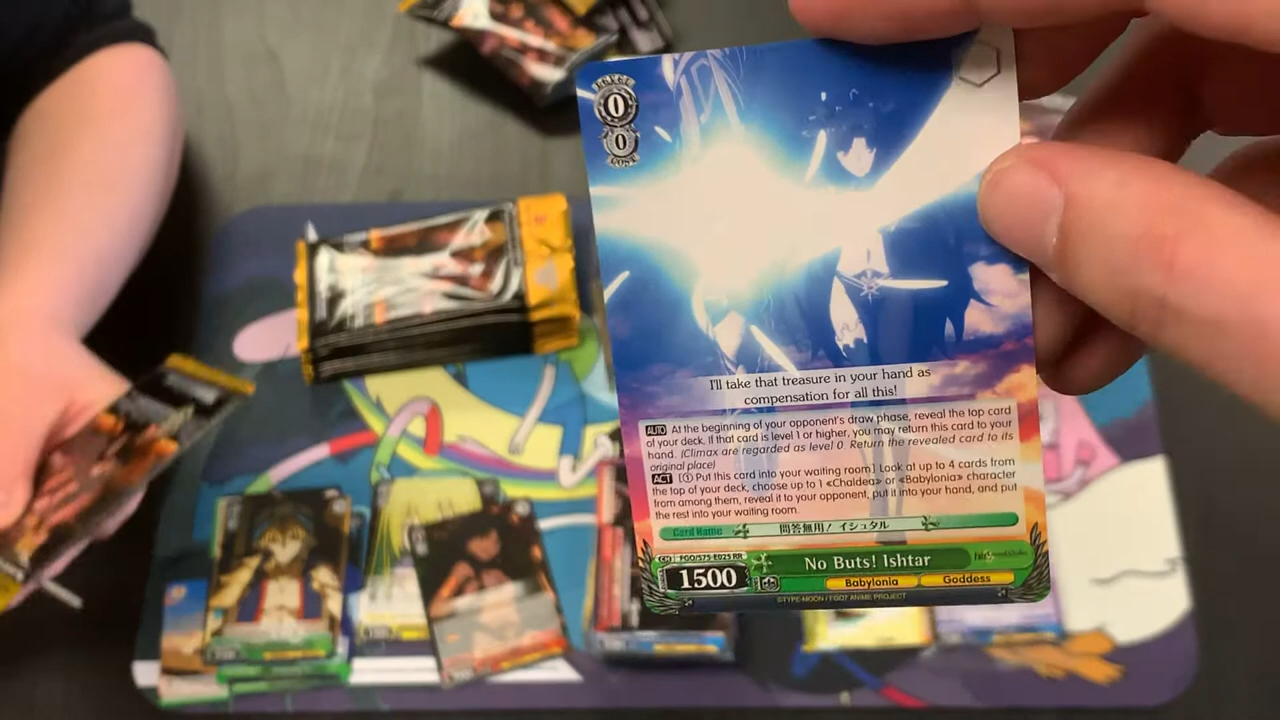 LEVEL
0
0
COST
I'll take that treasure in your hand as
compensation for all this!
AUTO At the beginning of your opponent's draw phase, reveal the top card
of your deck. If that card is level 1 or higher, you may return this card to your
hand. (Climax are regarded as level 0. Return the revealed card to its
original place)
ACT [① Put this card into your waiting room] Look at up to 4 cards from
the top of your deck, choose up to 1 «Chaldea» or «Babylonia» character
from among them, reveal it to your opponent, put it into your hand, and put
the rest into your waiting room.
Card Name 問答無用！ イシュタル
FGO/S75-E025 RR
No Buts! Ishtar
1500
Babylonia Goddess
©TYPE-MOON / FGO7 ANIME PROJECT